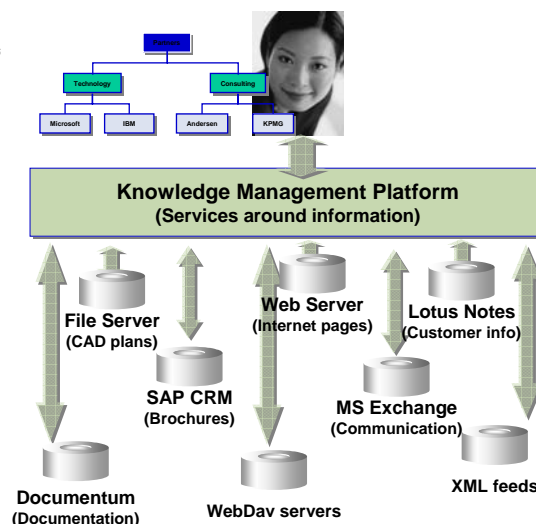 Partners
Technology
Consulting
Microsoft
IBM
Andersen
KPMG
Knowledge Management Platform
(Services around information)
File Server
(CAD plans)
Web Server
(Internet pages)
Lotus Notes
(Customer info)
SAP CRM
(Brochures)
MS Exchange
(Communication)
Documentum
(Documentation)
WebDav servers
XML feeds